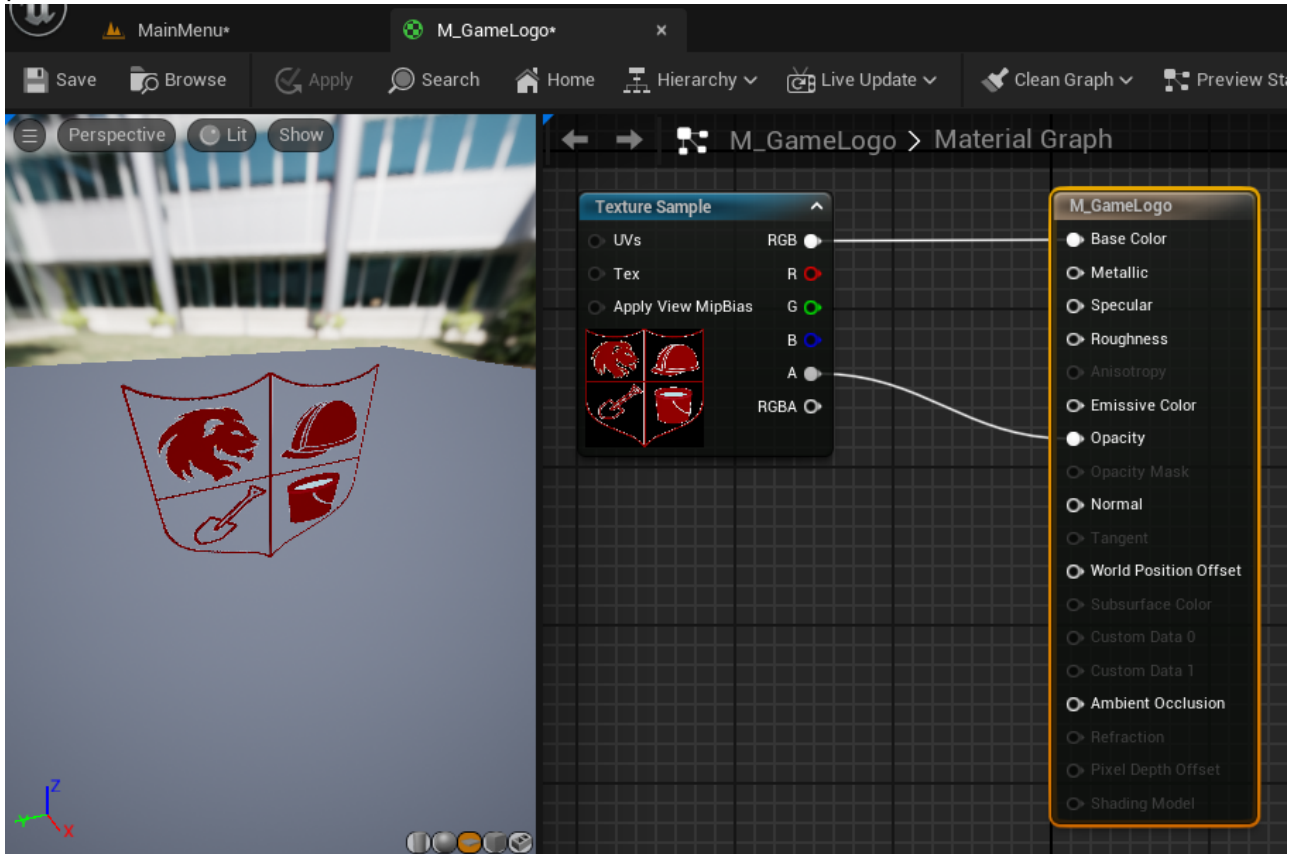 MainMenu*
M_GameLogo*
Save
Browse
Apply
Search
Home
Hierarchy
Live Update
Clean Graph
Preview Sta
Perspective
Lit
Show
M_GameLogo > Material Graph
Texture Sample
UVs
RGB
Tex
R
Apply View MipBias
G
B
A
RGBA
M_GameLogo
Base Color
Metallic
Specular
Roughness
Anisotropy
Emissive Color
Opacity
Opacity Mask
Normal
Tangent
World Position Offset
Subsurface Color
Custom Data 0
Custom Data 1
Ambient Occlusion
Refraction
Pixel Depth Offset
Shading Model
Z
Y
X